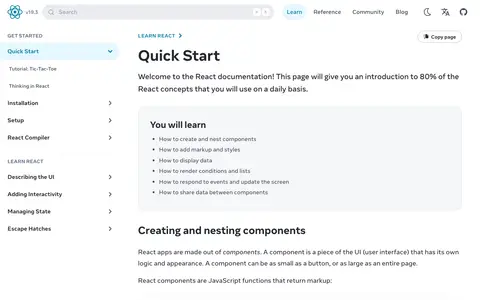 v19.2
Search
Learn
Reference
Community
Blog
GET STARTED
Quick Start
Tutorial: Tic-Tac-Toe
Thinking in React
Installation
Setup
React Compiler
LEARN REACT
Describing the UI
Adding Interactivity
Managing State
Escape Hatches
LEARN REACT
Copy page
Quick Start
Welcome to the React documentation! This page will give you an introduction to 80% of the
React concepts that you will use on a daily basis.
You will learn
How to create and nest components
How to add markup and styles
How to display data
How to render conditions and lists
How to respond to events and update the screen
How to share data between components
Creating and nesting components
React apps are made out of components. A component is a piece of the UI (user interface) that has its own
logic and appearance. A component can be as small as a button, or as large as an entire page.
React components are JavaScript functions that return markup: